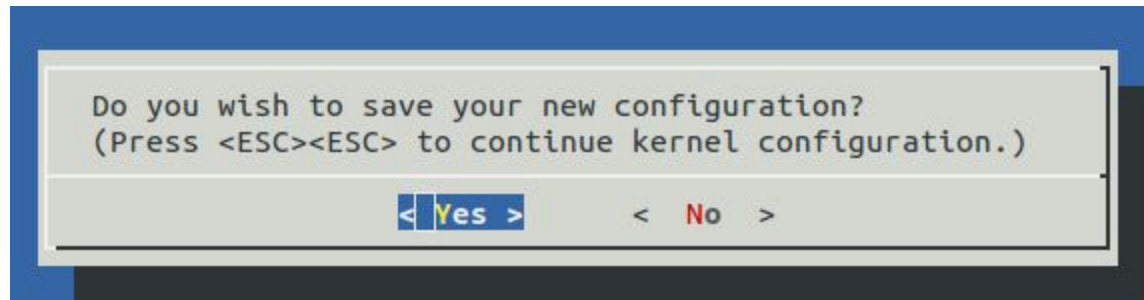 Do you wish to save your new configuration?
(Press <ESC><ESC> to continue kernel configuration.)
< Yes > < No >